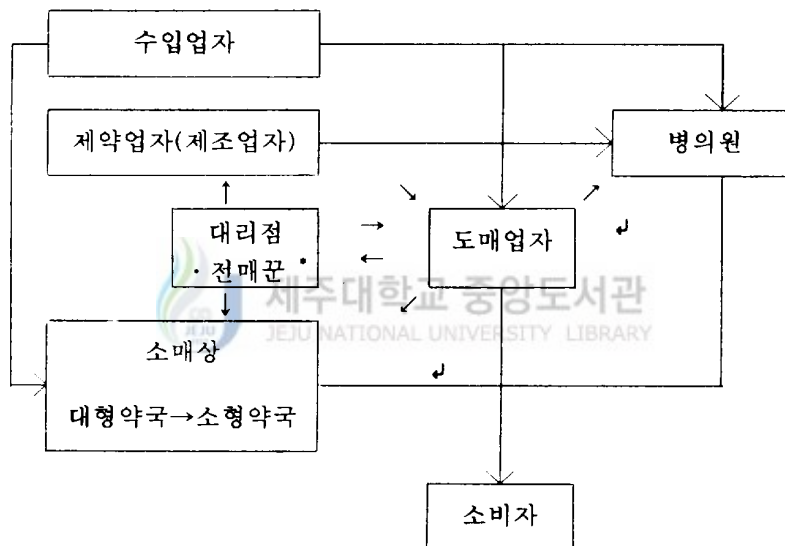 수입업자
제약업자(제조업자)
병의원
대리점
· 전매꾼
도매업자
제주대학교 중앙도서관
JEJU NATIONAL UNIVERSITY LIBRARY
소매상
대형약국→소형약국
소비자